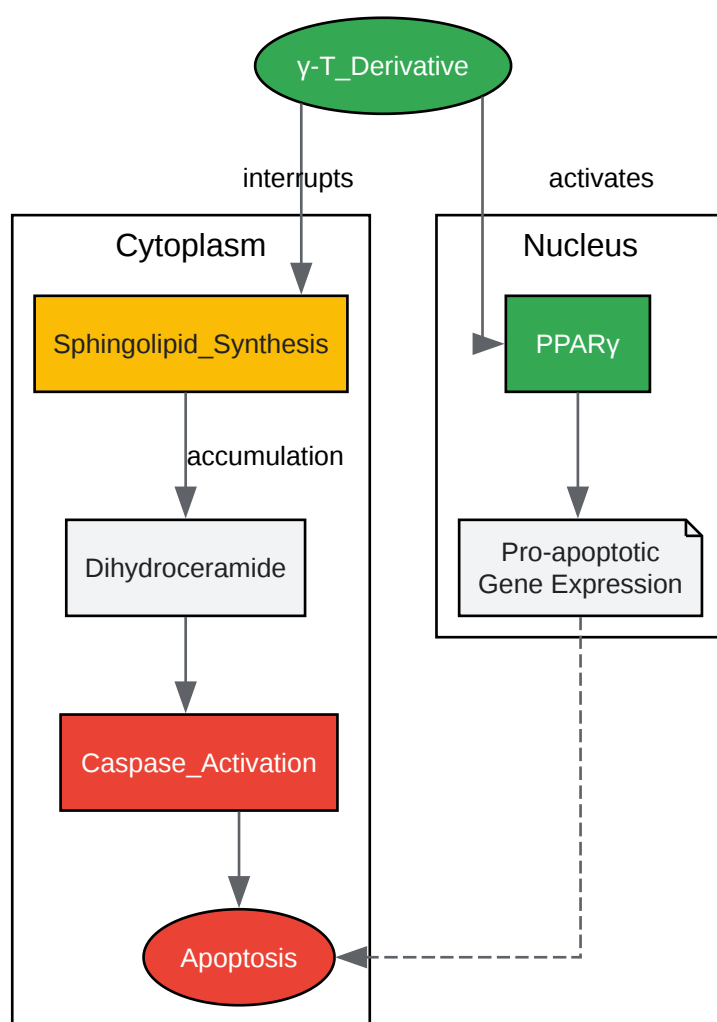 γ-T_Derivative
interrupts
activates
Cytoplasm
Nucleus
Sphingolipid_Synthesis
PPARγ
accumulation
Dihydroceramide
Pro-apoptotic
Gene Expression
Caspase_Activation
Apoptosis